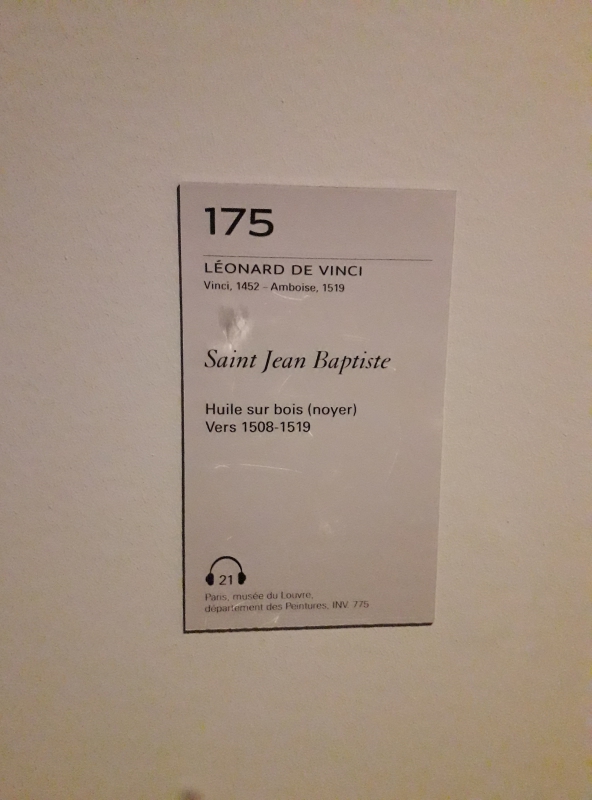 175
LÉONARD DE VINCI
Vinci, 1452 – Amboise, 1519
Saint Jean Baptiste
Huile sur bois (noyer)
Vers 1508-1519
21
Paris, musée du Louvre,
département des Peintures, INV. 775